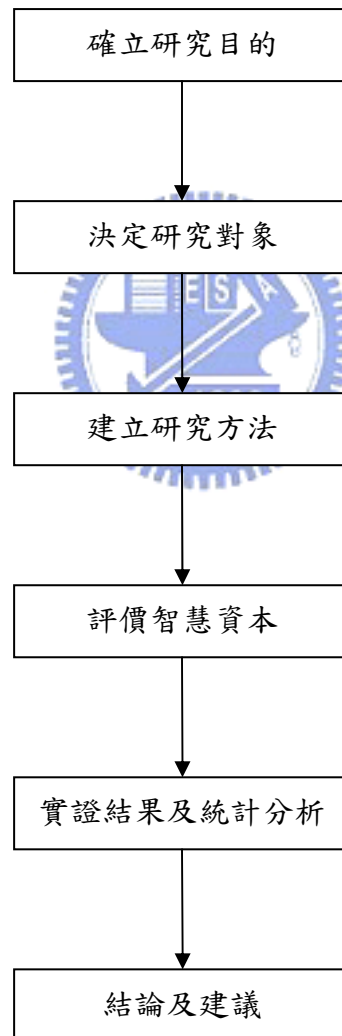 確立研究目的
決定研究對象
E S A
建立研究方法
評價智慧資本
實證結果及統計分析
結論及建議